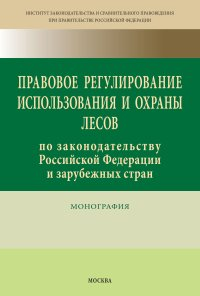 ИНСТИТУТ ЗАКОНОДАТЕЛЬСТВА И СРАВНИТЕЛЬНОГО ПРАВОВЕДЕНИЯ
ПРИ ПРАВИТЕЛЬСТВЕ РОССИЙСКОЙ ФЕДЕРАЦИИ
ПРАВОВОЕ РЕГУЛИРОВАНИЕ
ИСПОЛЬЗОВАНИЯ И ОХРАНЫ
ЛЕСОВ
по законодательству
Российской Федерации
и зарубежных стран
МОНОГРАФИЯ
МОСКВА